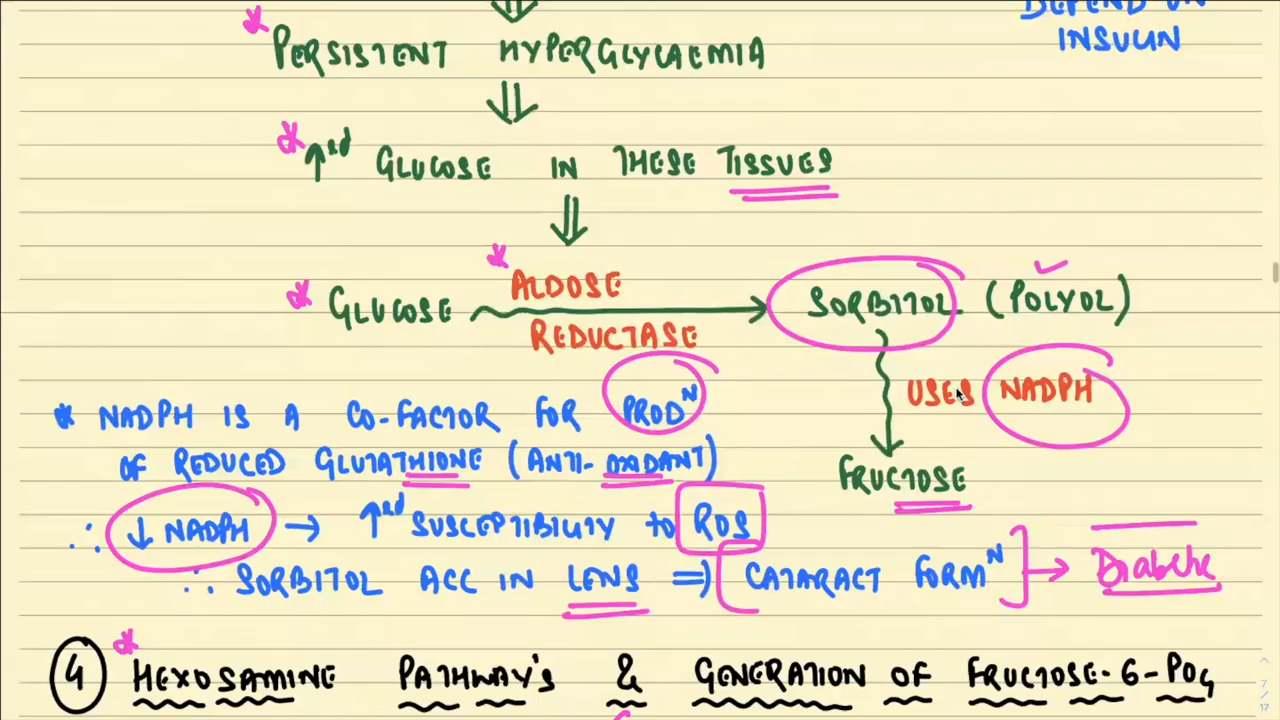 DEPEND ON
INSULIN
* PERSISTENT HYPERGLYCAEMIA
* ↑ed GLUCOSE IN THESE TISSUES
* ALDOSE
* GLUCOSE → SORBITOL (POLYOL)
REDUCTASE
USES NADPH
* NADPH IS A CO-FACTOR FOR PRODN
OF REDUCED GLUTATHIONE (ANTI-OXIDANT)
FRUCTOSE
∴ ↓ NADPH → ↑ed SUSCEPTIBILITY to ROS
∴ SORBITOL ACC IN LENS ⇒ [CATARACT FORMN] → Diabetic
4 * HEXOSAMINE PATHWAY'S & GENERATION OF FRUCTOSE-6-PO4
7
/
17